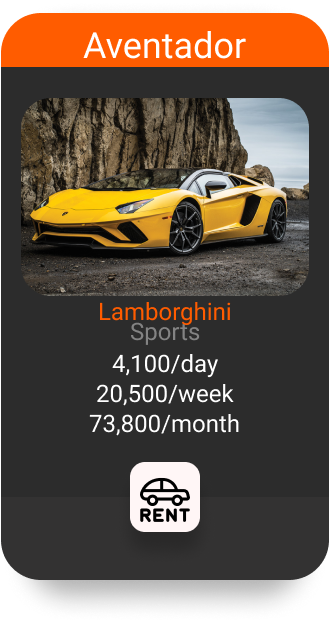 Aventador
Lamborghini
Sports
4,100/day
20,500/week
73,800/month
RENT